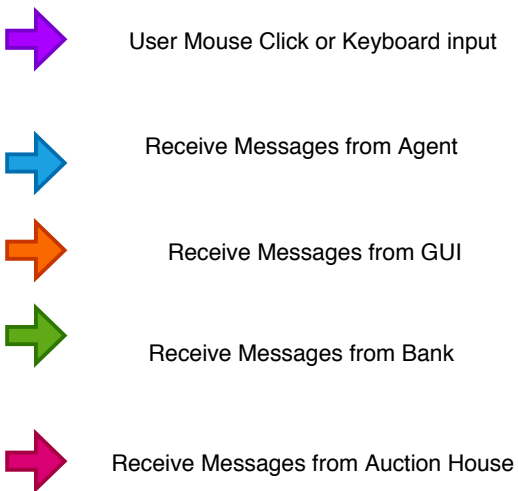 User Mouse Click or Keyboard input
Receive Messages from Agent
Receive Messages from GUI
Receive Messages from Bank
Receive Messages from Auction House